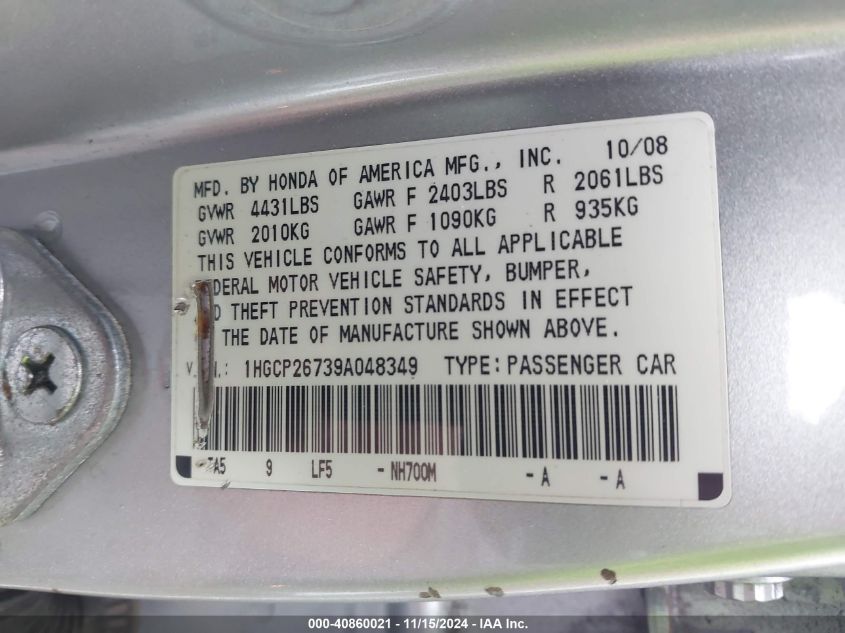 MFD. BY HONDA OF AMERICA MFG., INC. 10/08
GVWR 4431LBS GAWR F 2403LBS R 2061LBS
GVWR 2010KG GAWR F 1090KG R 935KG
THIS VEHICLE CONFORMS TO ALL APPLICABLE
DERAL MOTOR VEHICLE SAFETY, BUMPER,
D THEFT PREVENTION STANDARDS IN EFFECT
THE DATE OF MANUFACTURE SHOWN ABOVE.
V N.: 1HGCP26739A048349 TYPE: PASSENGER CAR
TA5 9 LF5 - NH700M - A - A
000-40860021 - 11/15/2024 - IAA Inc.